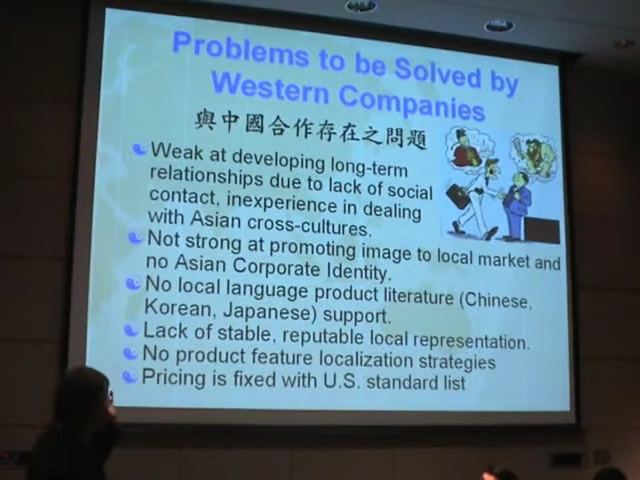 Problems to be Solved by
Western Companies
與中國合作存在之問題
Weak at developing long-term
relationships due to lack of social
contact, inexperience in dealing
with Asian cross-cultures.
Not strong at promoting image to local market and
no Asian Corporate Identity.
No local language product literature (Chinese,
Korean, Japanese) support.
Lack of stable, reputable local representation.
No product feature localization strategies
Pricing is fixed with U.S. standard list